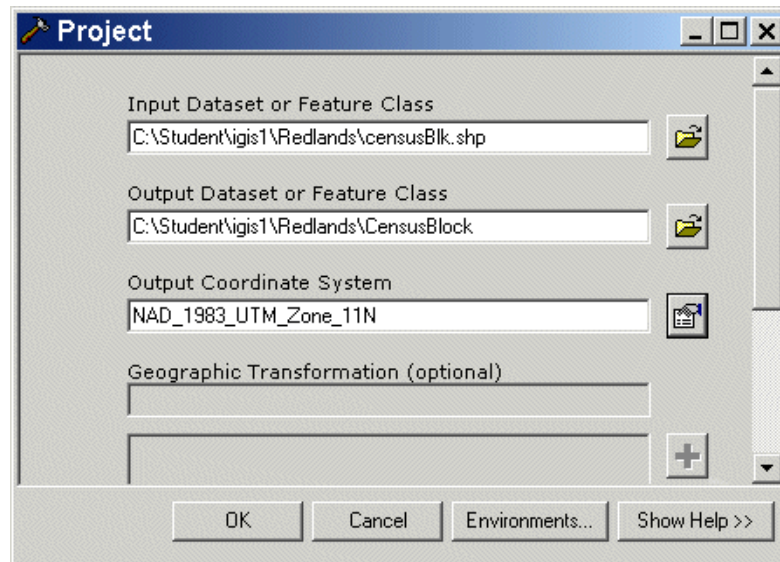 Project
Input Dataset or Feature Class
C:\Student\igis1\Redlands\censusBlk.shp
Output Dataset or Feature Class
C:\Student\igis1\Redlands\CensusBlock
Output Coordinate System
NAD_1983_UTM_Zone_11N
Geographic Transformation (optional)
OK Cancel Environments... Show Help >>